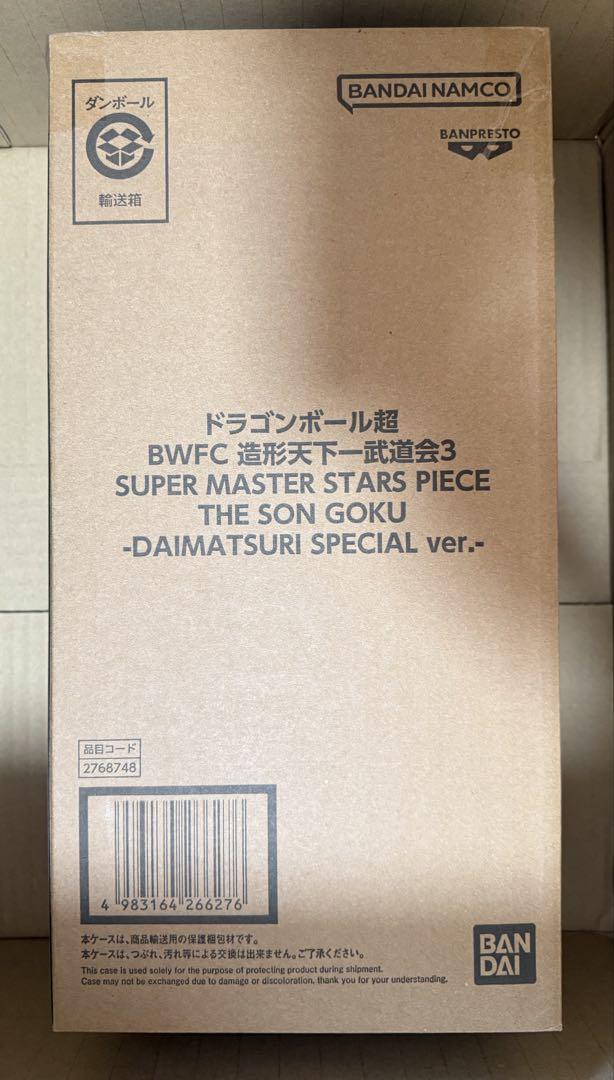 ダンボール
輸送箱
BANDAI NAMCO
BANPRESTO
ドラゴンボール超
BWFC 造形天下一武道会3
SUPER MASTER STARS PIECE
THE SON GOKU
-DAIMATSURI SPECIAL ver.-
品目コード
2768748
4 983164 266276
本ケースは、商品輸送用の保護梱包材です。
本ケースは、つぶれ、汚れ等による交換は出来ません。ご了承ください。
This case is used solely for the purpose of protecting product during shipment.
Case may not be exchanged due to damage or discoloration. thank you for your understanding.
BAN
DAI